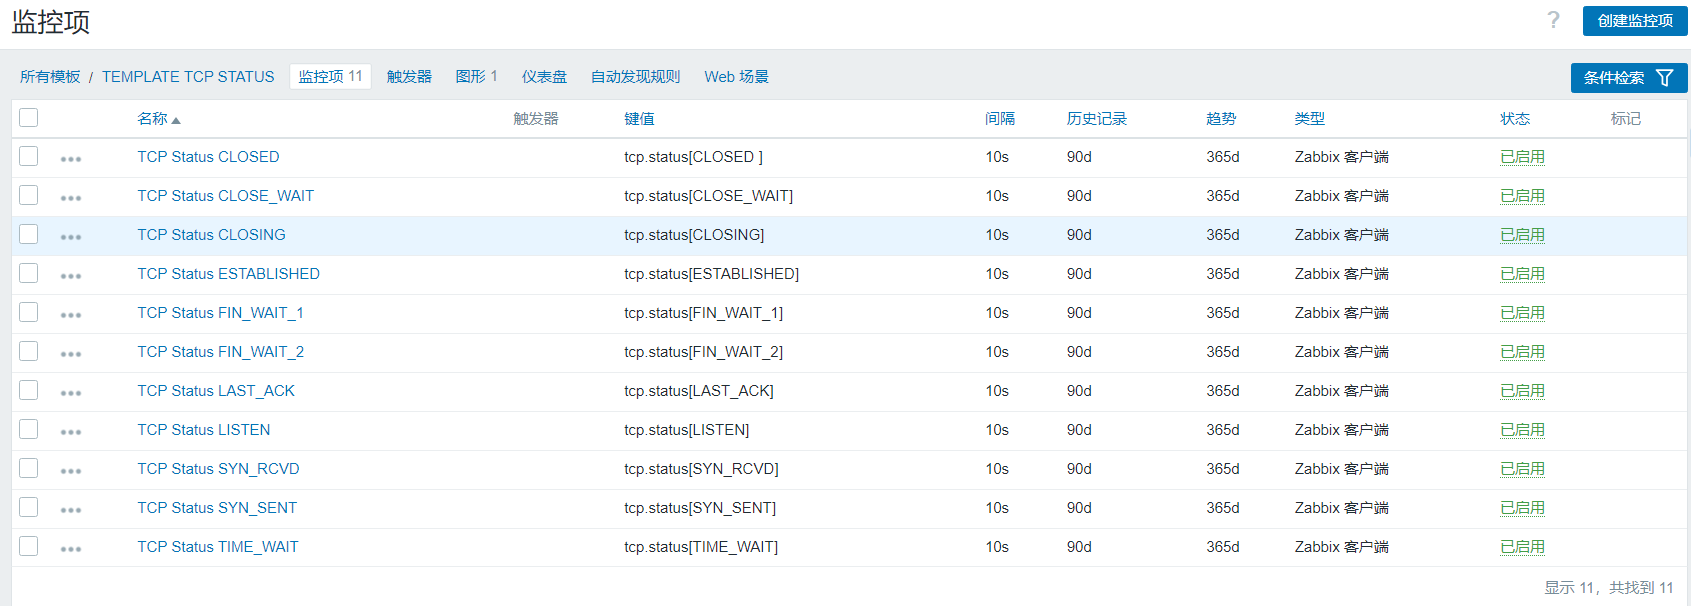 监控项
? 创建监控项
所有模板 / TEMPLATE TCP STATUS 监控项 11 触发器 图形 1 仪表盘 自动发现规则 Web 场景 条件检索
名称 触发器 键值 间隔 历史记录 趋势 类型 状态 标记
TCP Status CLOSED tcp.status[CLOSED ] 10s 90d 365d Zabbix 客户端 已启用
TCP Status CLOSE_WAIT tcp.status[CLOSE_WAIT] 10s 90d 365d Zabbix 客户端 已启用
TCP Status CLOSING tcp.status[CLOSING] 10s 90d 365d Zabbix 客户端 已启用
TCP Status ESTABLISHED tcp.status[ESTABLISHED] 10s 90d 365d Zabbix 客户端 已启用
TCP Status FIN_WAIT_1 tcp.status[FIN_WAIT_1] 10s 90d 365d Zabbix 客户端 已启用
TCP Status FIN_WAIT_2 tcp.status[FIN_WAIT_2] 10s 90d 365d Zabbix 客户端 已启用
TCP Status LAST_ACK tcp.status[LAST_ACK] 10s 90d 365d Zabbix 客户端 已启用
TCP Status LISTEN tcp.status[LISTEN] 10s 90d 365d Zabbix 客户端 已启用
TCP Status SYN_RCVD tcp.status[SYN_RCVD] 10s 90d 365d Zabbix 客户端 已启用
TCP Status SYN_SENT tcp.status[SYN_SENT] 10s 90d 365d Zabbix 客户端 已启用
TCP Status TIME_WAIT tcp.status[TIME_WAIT] 10s 90d 365d Zabbix 客户端 已启用
显示 11，共找到 11